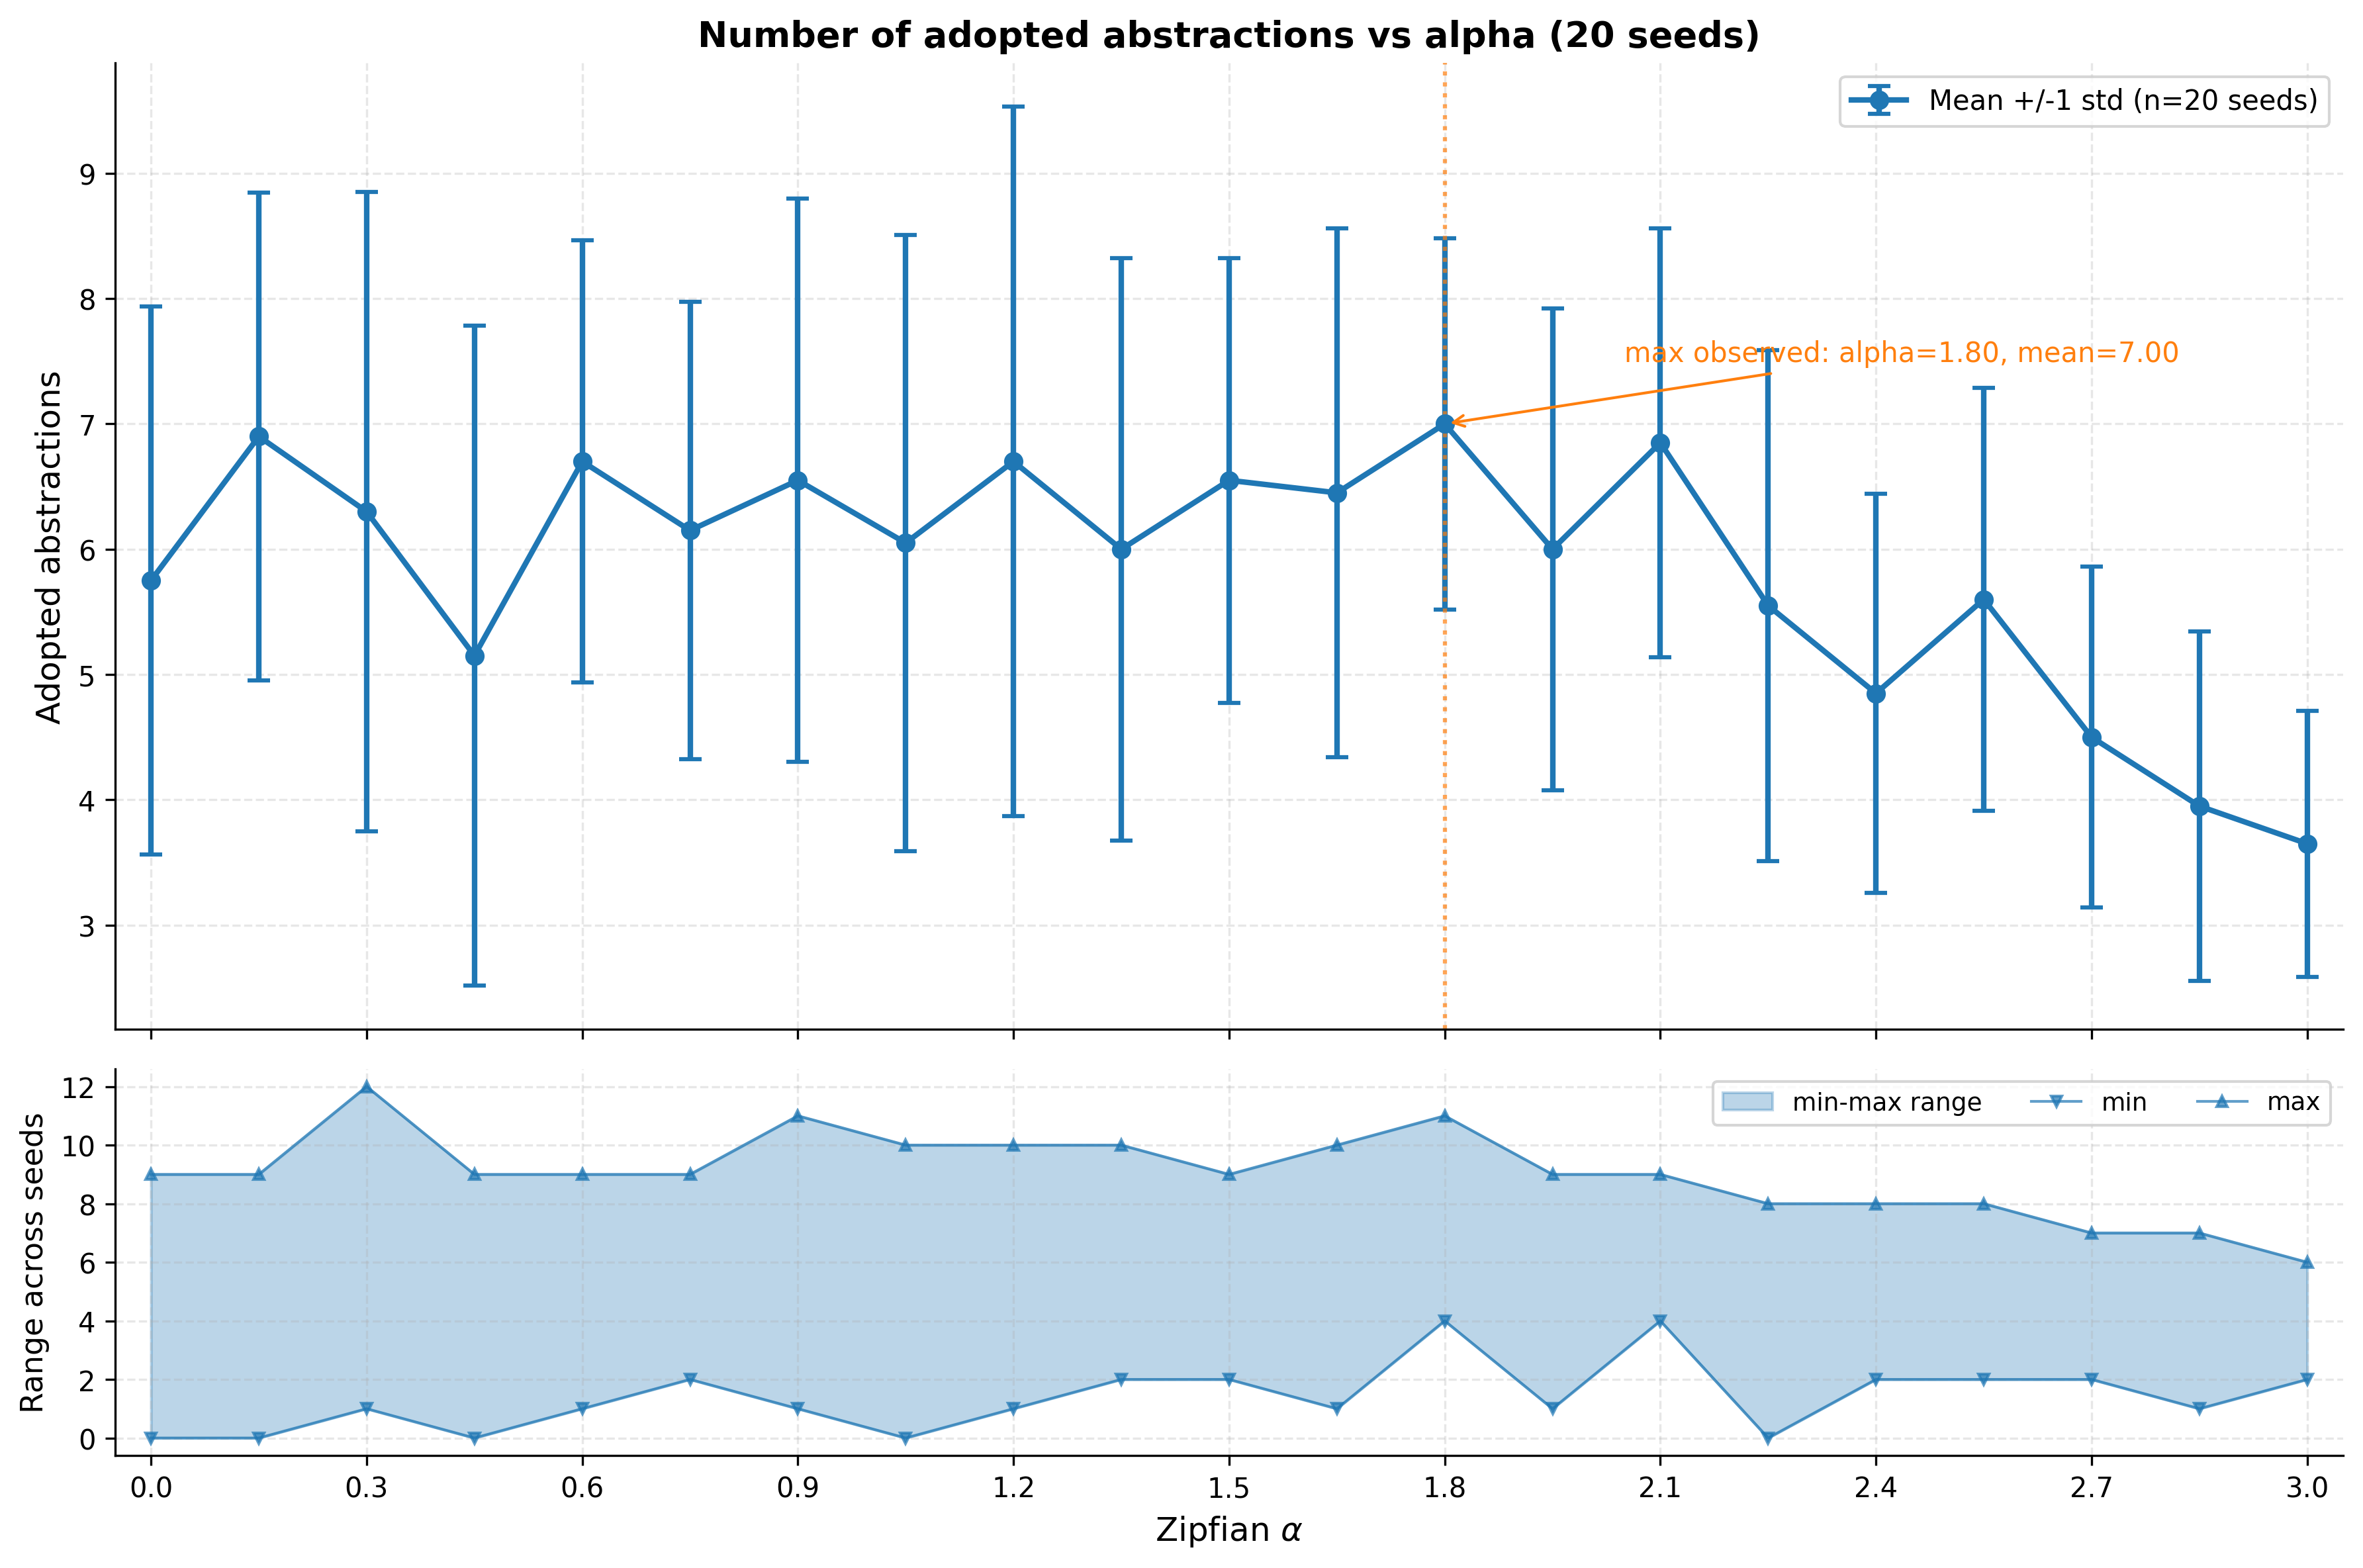 Number of adopted abstractions vs alpha (20 seeds)
Mean +/-1 std (n=20 seeds)
Adopted abstractions
9
8
7
6
5
4
3
max observed: alpha=1.80, mean=7.00
Range across seeds
12
10
8
6
4
2
0
min-max range min max
0.0 0.3 0.6 0.9 1.2 1.5 1.8 2.1 2.4 2.7 3.0
Zipfian α